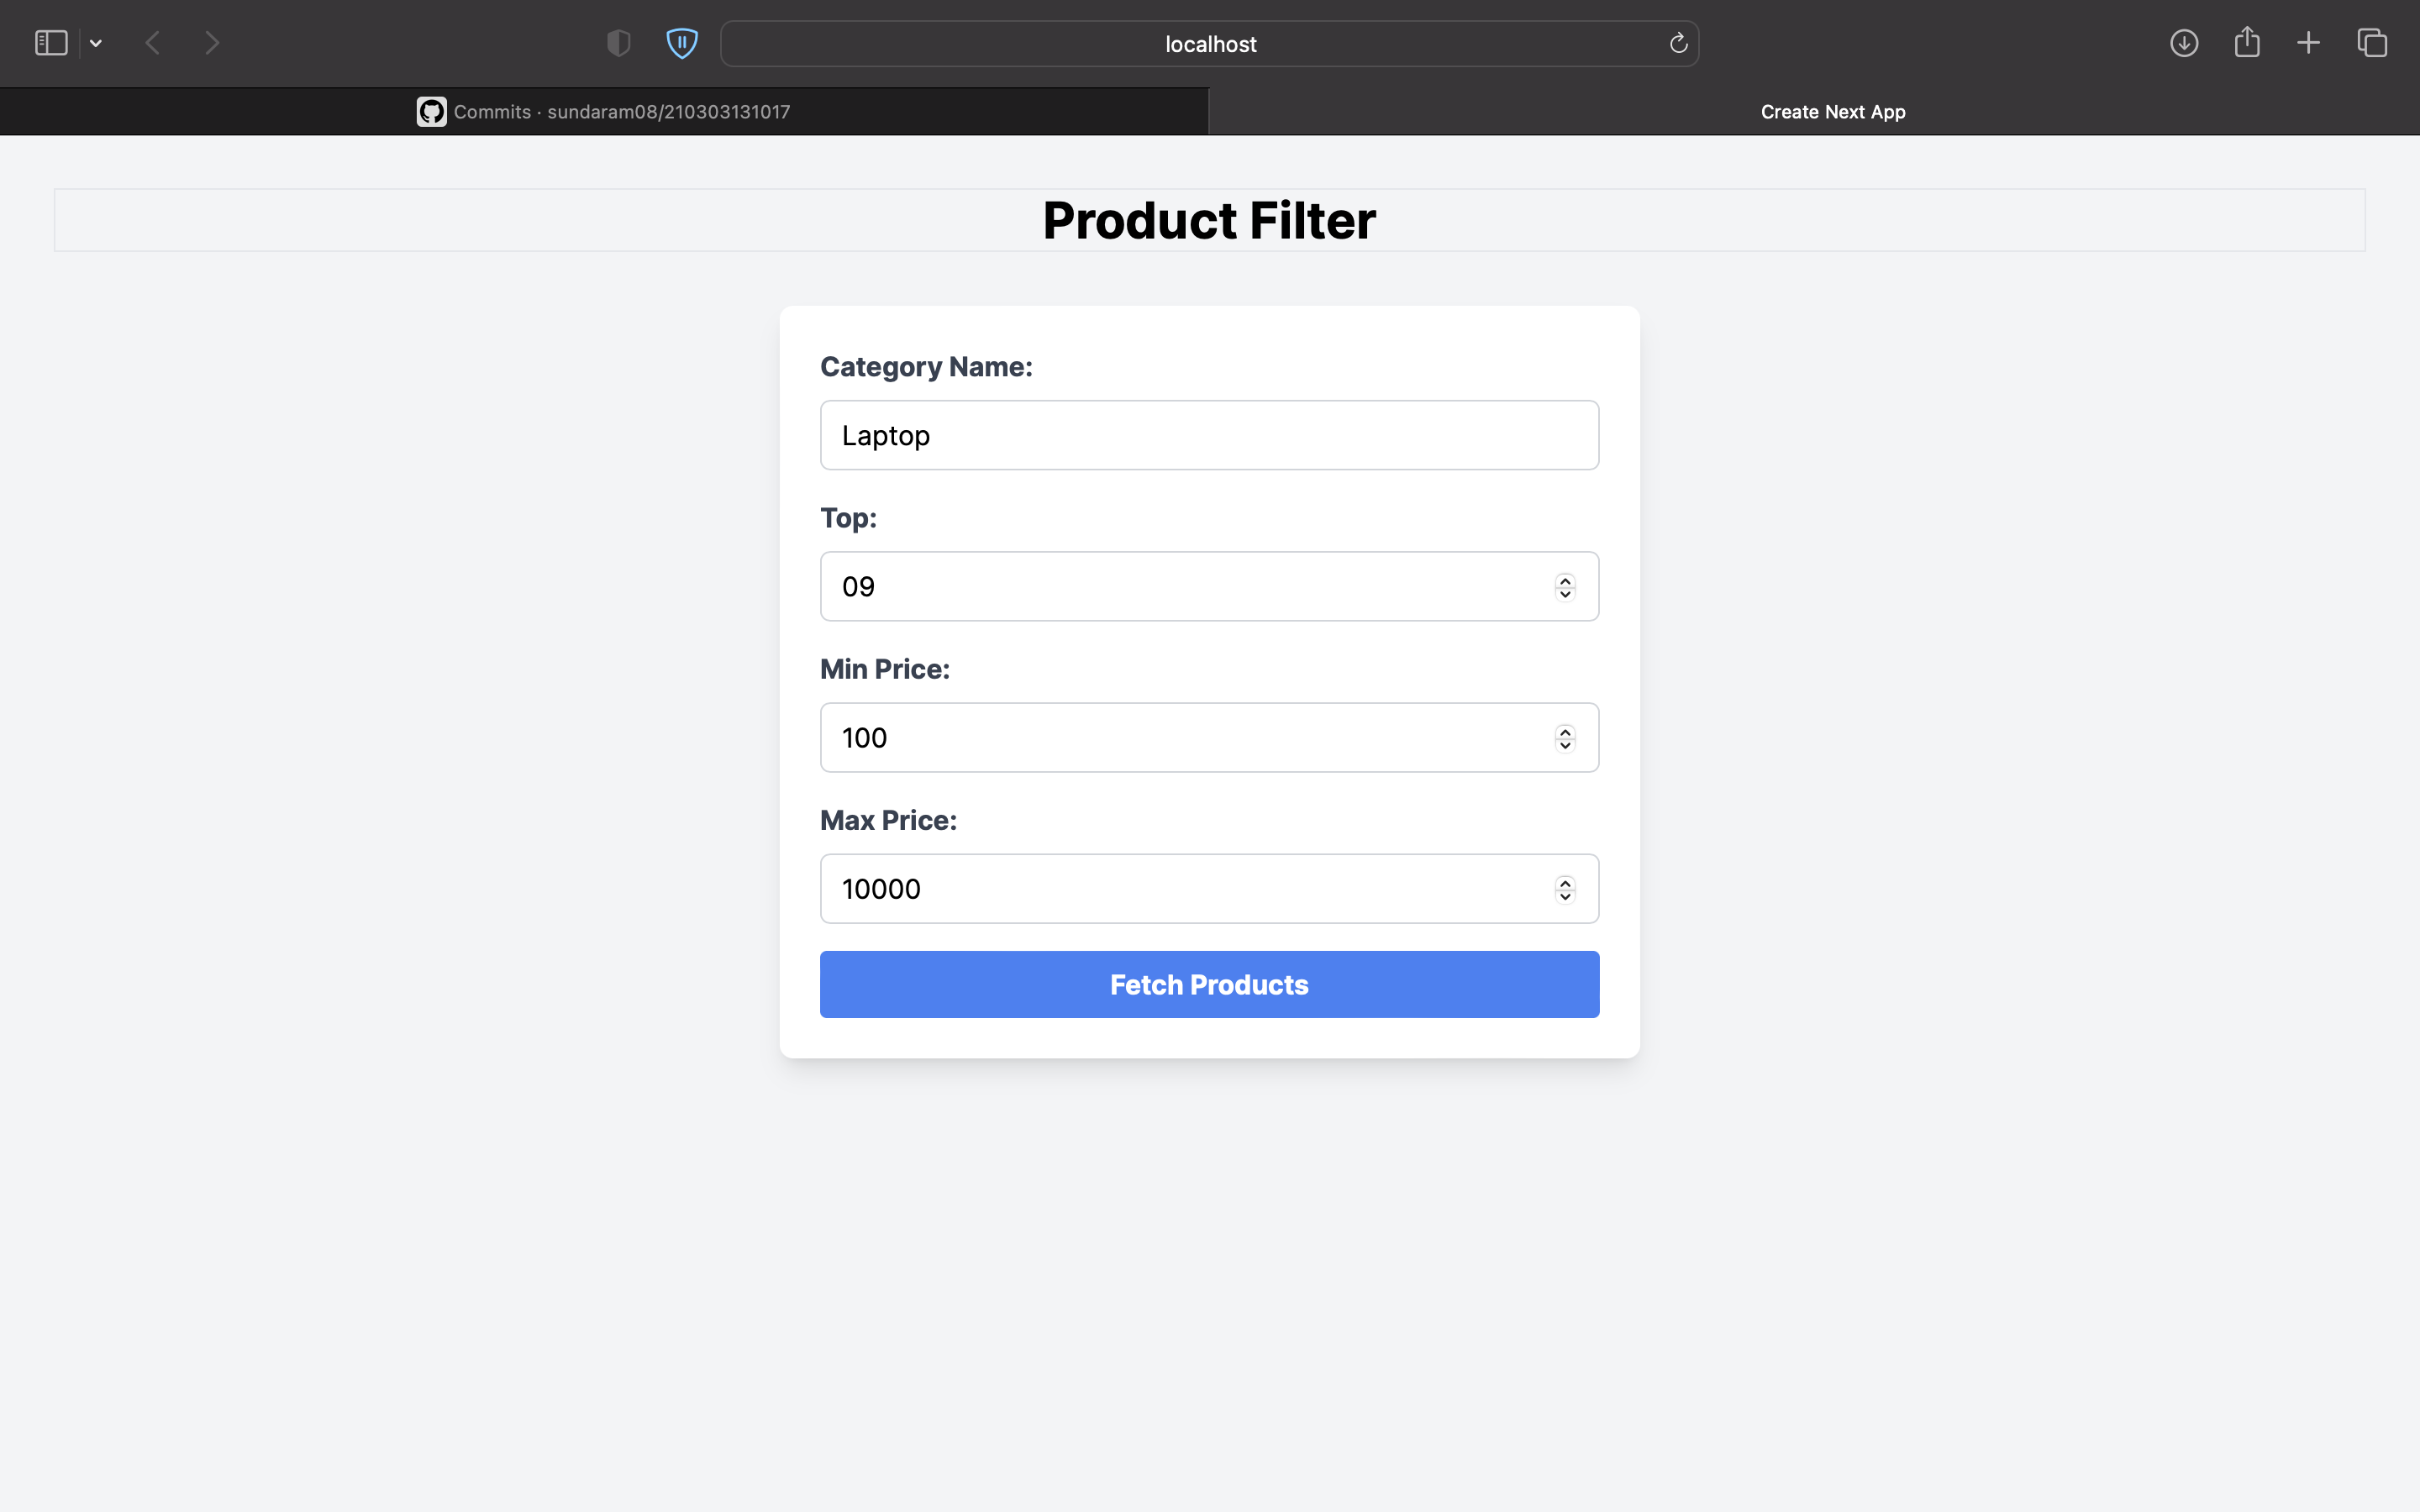 localhost
Commits · sundaram08/210303131017
Create Next App
Product Filter
Category Name:
Laptop
Top:
09
Min Price:
100
Max Price:
10000
Fetch Products